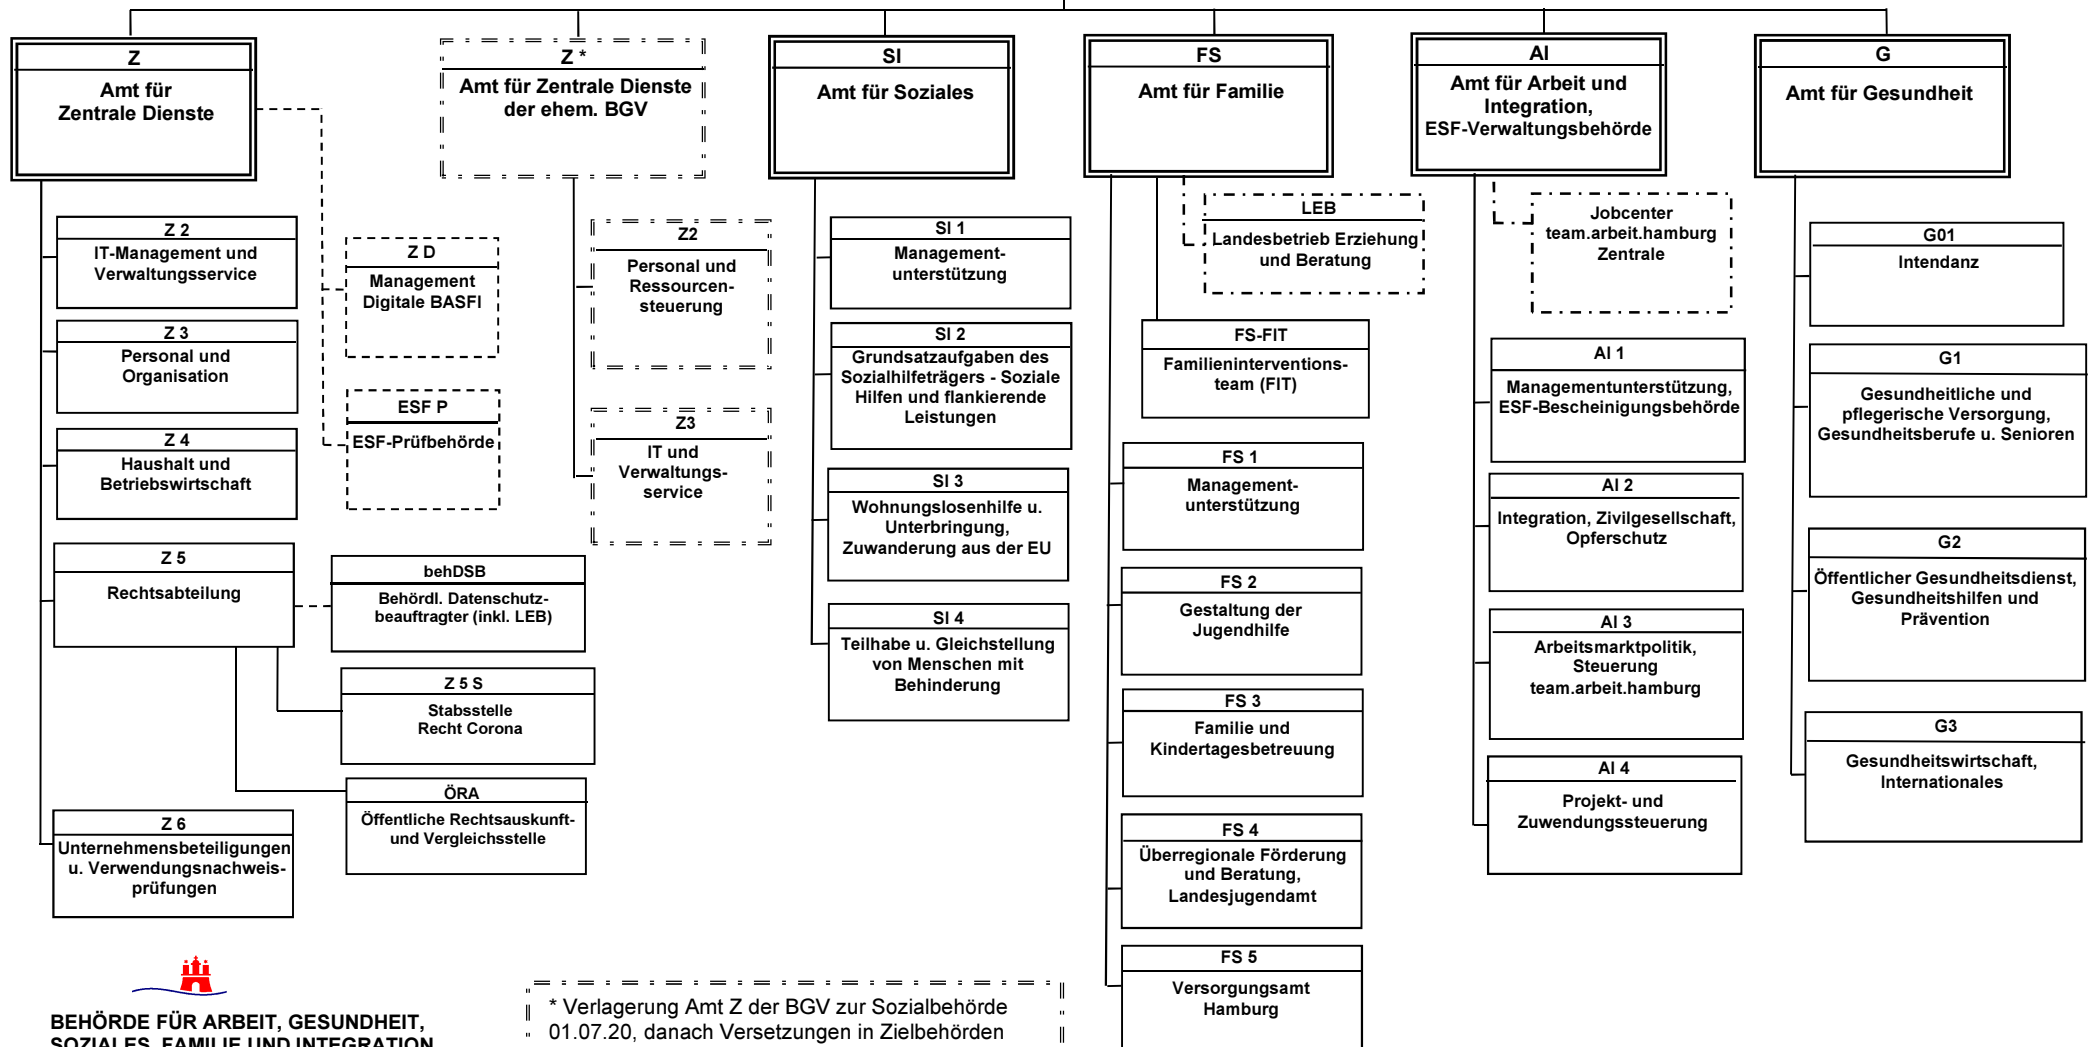 Z
Amt für
Zentrale Dienste
Z *
Amt für Zentrale Dienste
der ehem. BGV
SI
Amt für Soziales
FS
Amt für Familie
AI
Amt für Arbeit und
Integration,
ESF-Verwaltungsbehörde
G
Amt für Gesundheit
Z 2
IT-Management und
Verwaltungsservice
Z 3
Personal und
Organisation
Z 4
Haushalt und
Betriebswirtschaft
Z 5
Rechtsabteilung
Z 6
Unternehmensbeteiligungen
u. Verwendungsnachweis-
prüfungen
Z D
Management
Digitale BASFI
ESF P
ESF-Prüfbehörde
behDSB
Behördl. Datenschutz-
beauftragter (inkl. LEB)
Z 5 S
Stabsstelle
Recht Corona
ÖRA
Öffentliche Rechtsauskunft-
und Vergleichsstelle
Z2
Personal und
Ressourcen-
steuerung
Z3
IT und
Verwaltungs-
service
SI 1
Management-
unterstützung
SI 2
Grundsatzaufgaben des
Sozialhilfeträgers - Soziale
Hilfen und flankierende
Leistungen
SI 3
Wohnungslosenhilfe u.
Unterbringung,
Zuwanderung aus der EU
SI 4
Teilhabe u. Gleichstellung
von Menschen mit
Behinderung
LEB
Landesbetrieb Erziehung
und Beratung
FS-FIT
Familieninterventions-
team (FIT)
FS 1
Management-
unterstützung
FS 2
Gestaltung der
Jugendhilfe
FS 3
Familie und
Kindertagesbetreuung
FS 4
Überregionale Förderung
und Beratung,
Landesjugendamt
FS 5
Versorgungsamt
Hamburg
Jobcenter
team.arbeit.hamburg
Zentrale
AI 1
Managementunterstützung,
ESF-Bescheinigungsbehörde
AI 2
Integration, Zivilgesellschaft,
Opferschutz
AI 3
Arbeitsmarktpolitik,
Steuerung
team.arbeit.hamburg
AI 4
Projekt- und
Zuwendungssteuerung
G01
Intendanz
G1
Gesundheitliche und
pflegerische Versorgung,
Gesundheitsberufe u. Senioren
G2
Öffentlicher Gesundheitsdienst,
Gesundheitshilfen und
Prävention
G3
Gesundheitswirtschaft,
Internationales
BEHÖRDE FÜR ARBEIT, GESUNDHEIT,
SOZIALES, FAMILIE UND INTEGRATION
* Verlagerung Amt Z der BGV zur Sozialbehörde
01.07.20, danach Versetzungen in Zielbehörden